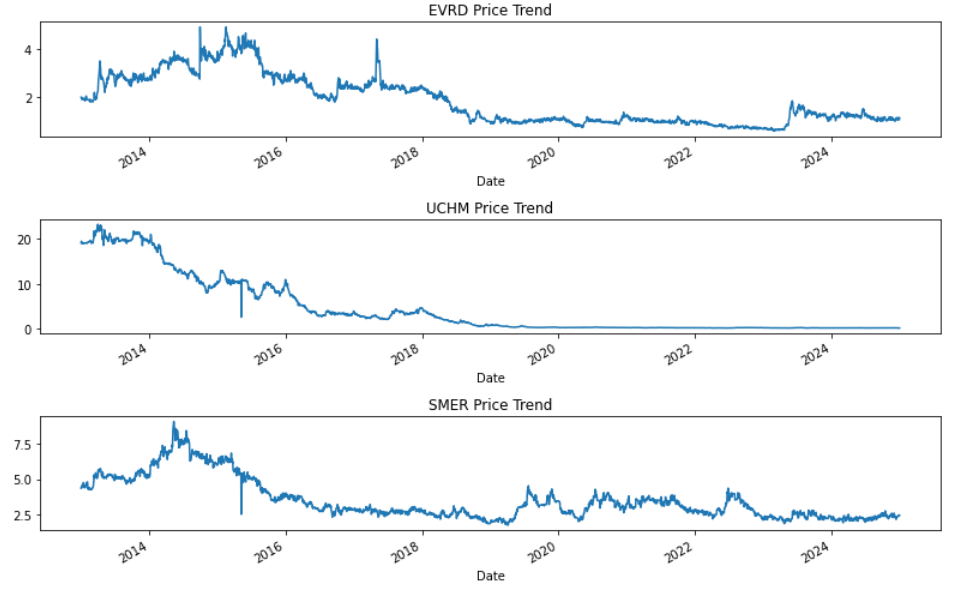 EVRD Price Trend
4
2
2014 2016 2018 2020 2022 2024
Date
UCHM Price Trend
20
10
0
2014 2016 2018 2020 2022 2024
Date
SMER Price Trend
7.5
5.0
2.5
2014 2016 2018 2020 2022 2024
Date